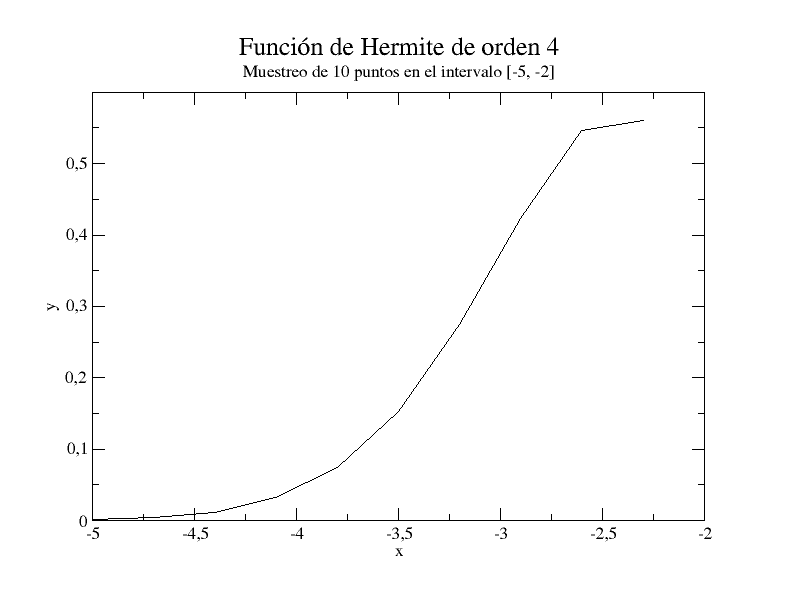 Función de Hermite de orden 4
Muestreo de 10 puntos en el intervalo [-5, -2]
0,5
0,4
y
0,3
0,2
0,1
0
-5 -4,5 -4 -3,5 -3 -2,5 -2
x